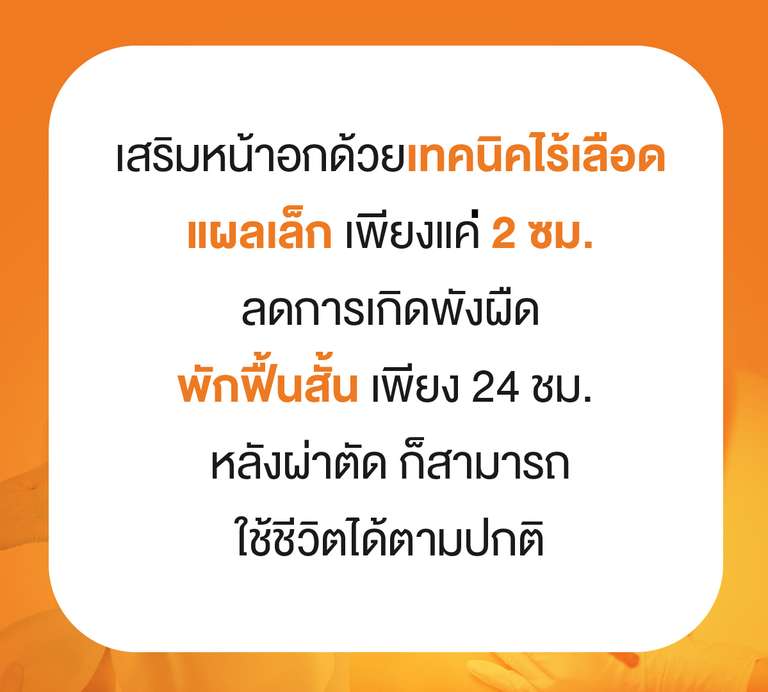 เสริมหน้าอกด้วยเทคนิคไร้เลือด
แผลเล็ก เพียงแค่ 2 ซม.
ลดการเกิดพังผืด
พักฟื้นสั้น เพียง 24 ชม.
หลังผ่าตัด ก็สามารถ
ใช้ชีวิตได้ตามปกติ